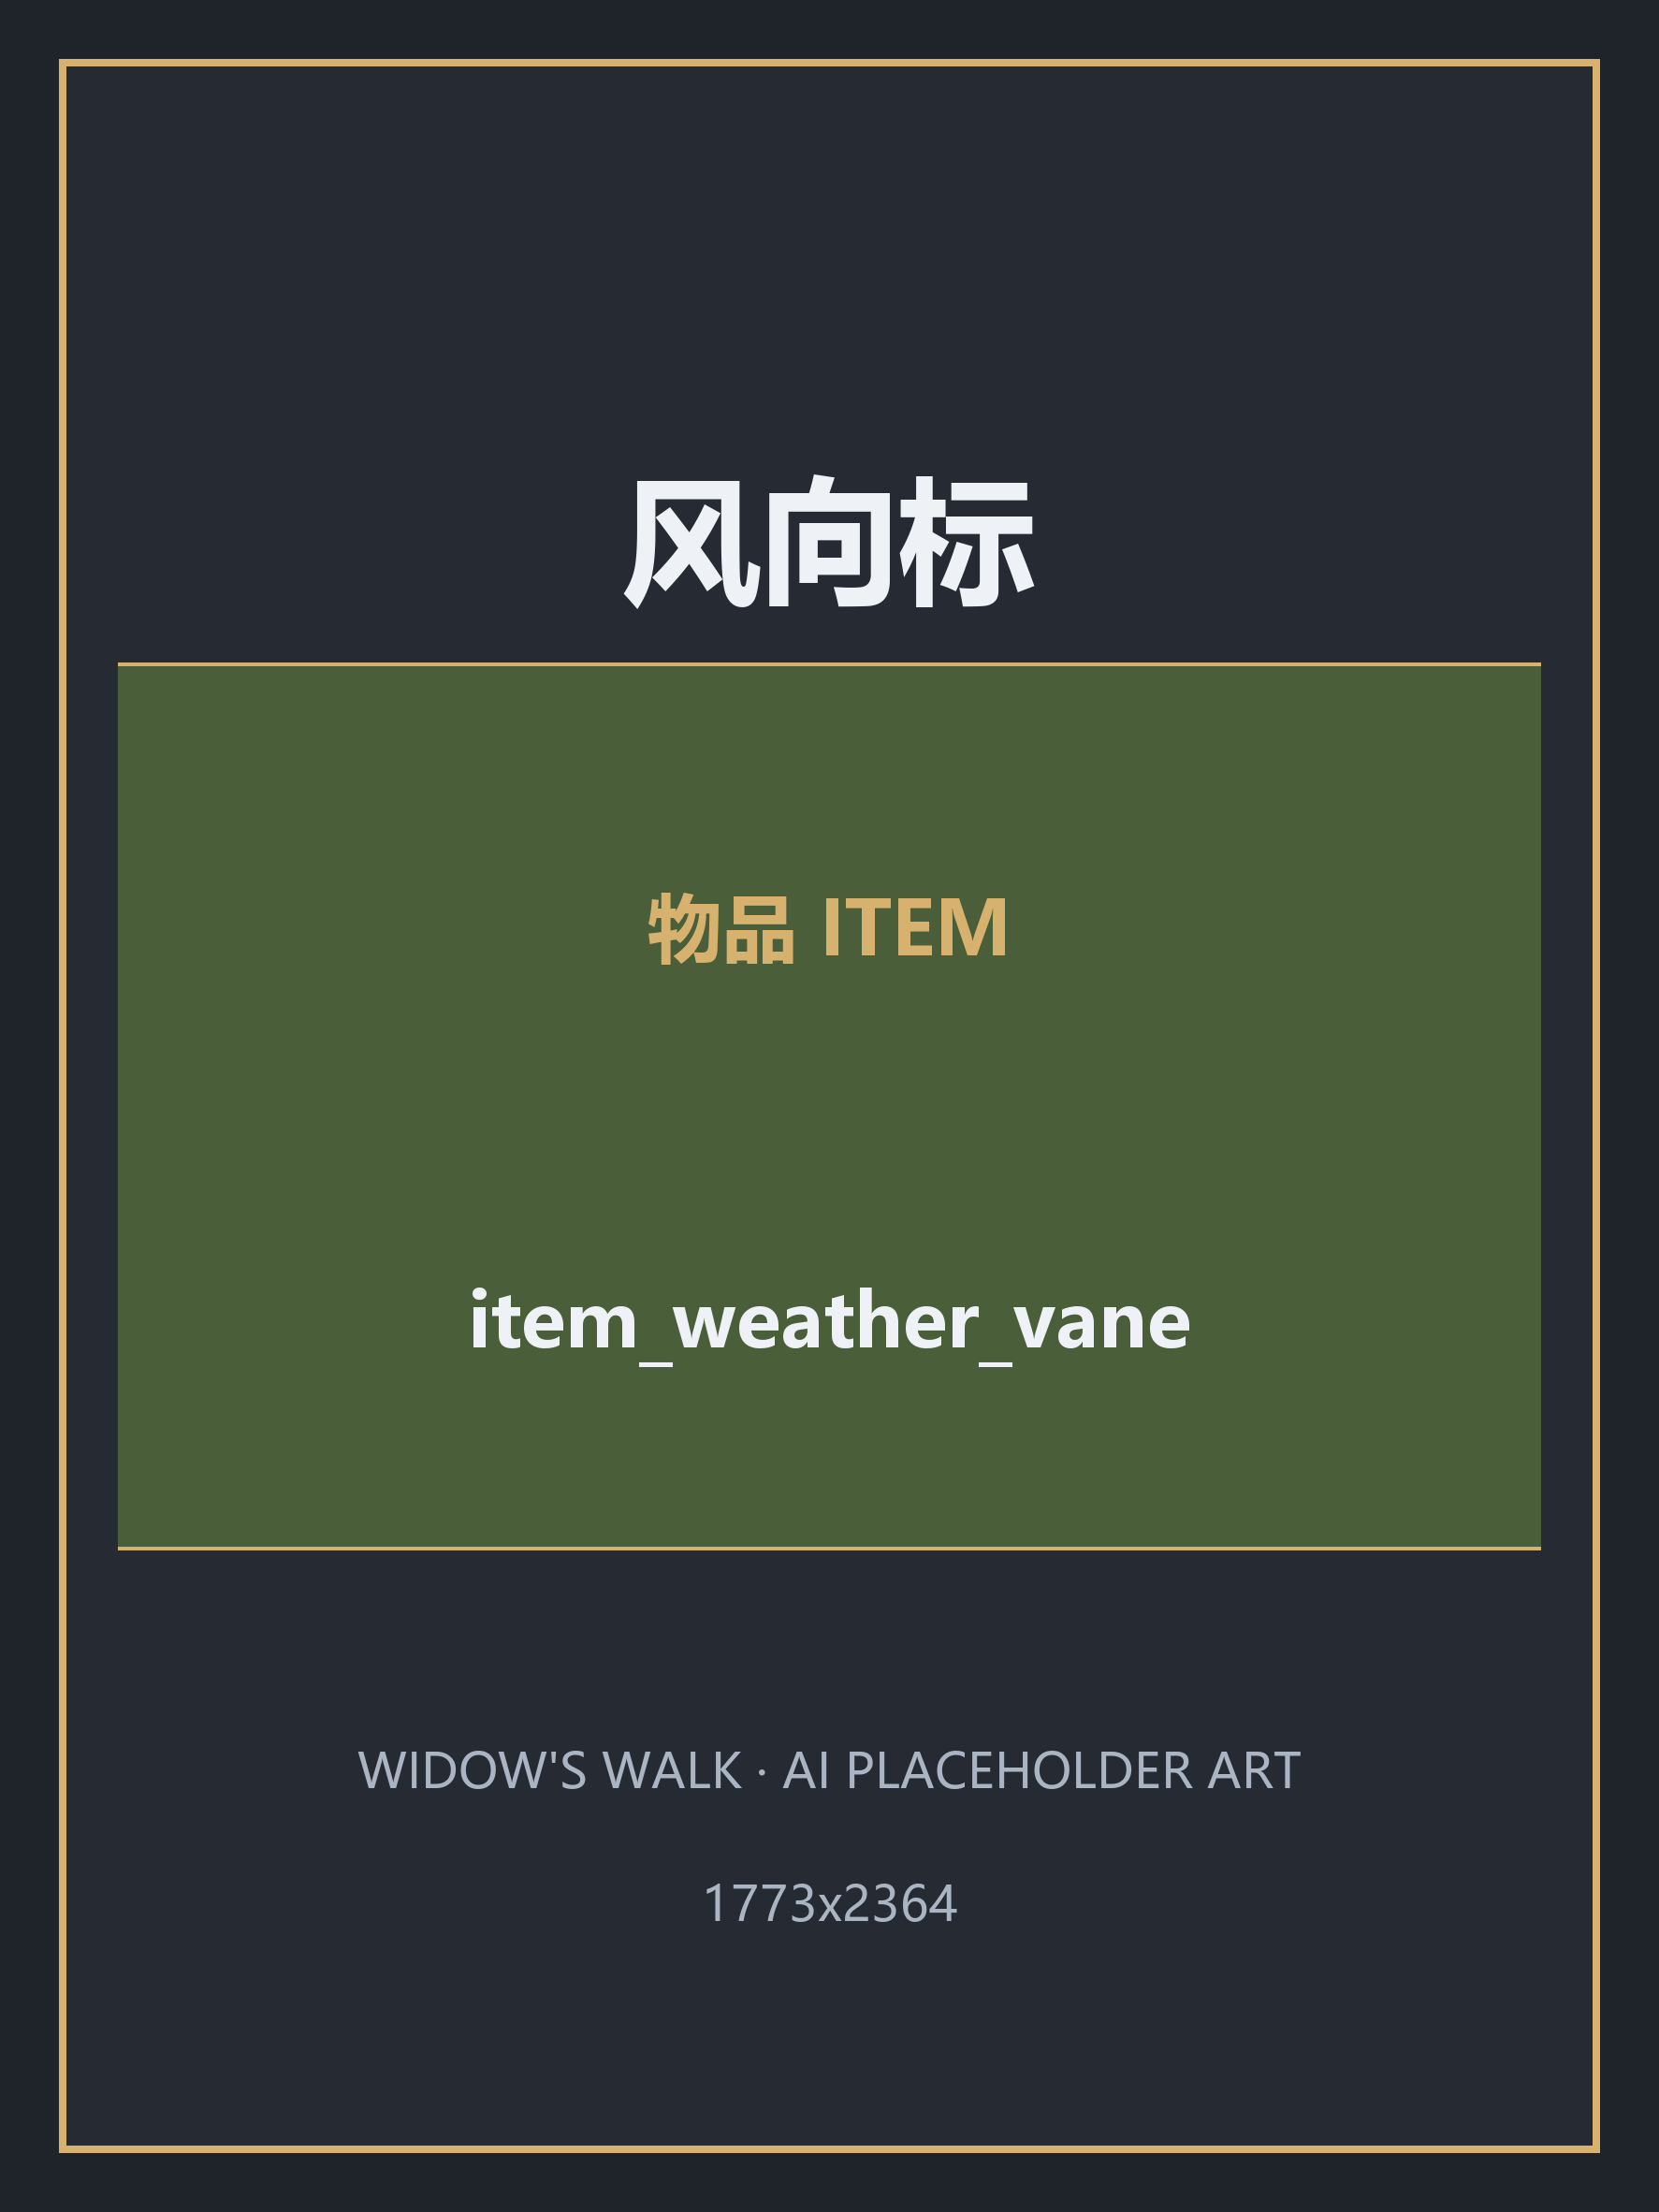 风向标
物品 ITEM
item_weather_vane
WIDOW'S WALK · AI PLACEHOLDER ART
1773x2364